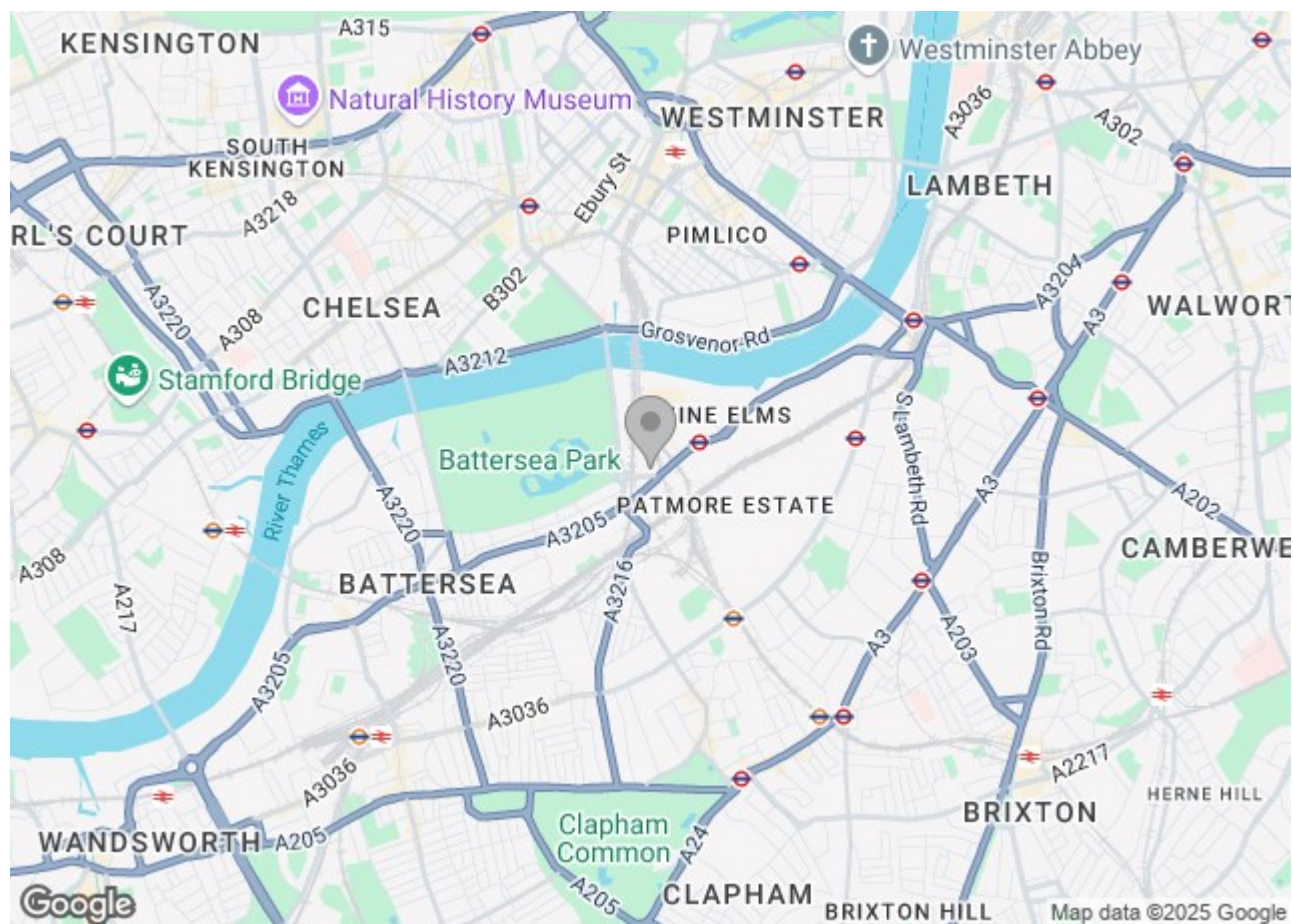 KENSINGTON
A315
Westminster Abbey
Natural History Museum
WESTMINSTER
A3036
A302
SOUTH
KENSINGTON
Ebury St
LAMBETH
A3218
RL'S COURT
PIMLICO
A3220
B302
A3204
CHELSEA
A308
A3
WALWORT
Grosvenor Rd
A3212
Stamford Bridge
INE ELMS
S Lambeth Rd
River Thames
Battersea Park
A3220
PATMORE ESTATE
A3
A202
A3205
A308
CAMBERWE
BATTERSEA
A3216
Brixton Rd
A217
A3
A203
A3220
A3205
A3036
A2217
A3036
HERNE HILL
BRIXTON
WANDSWORTH
A205
Clapham
Common
A24
A205
CLAPHAM
BRIXTON HILL
Google
Map data ©2025 Google